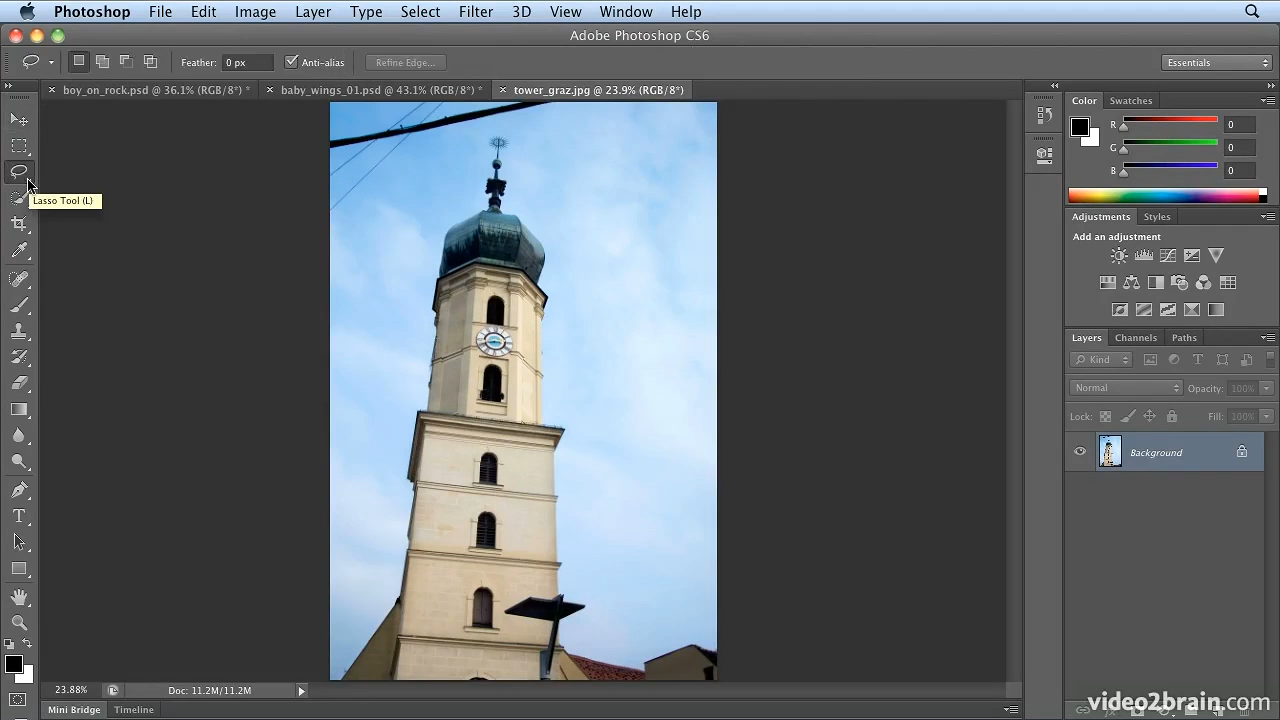 Photoshop File Edit Image Layer Type Select Filter 3D View Window Help
Adobe Photoshop CS6
Feather: 0 px Anti-alias Refine Edge... Essentials
boy_on_rock.psd @ 36.1% (RGB/8*) * baby_wings_01.psd @ 43.1% (RGB/8*) * tower_graz.jpg @ 23.9% (RGB/8*)
Color Swatches
R 0
G 0
B 0
Lasso Tool (L)
Adjustments Styles
Add an adjustment
Layers Channels Paths
Kind
Normal Opacity: 100%
Lock: Fill: 100%
Background
23.88% Doc: 11.2M/11.2M
Mini Bridge Timeline
video2brain.com